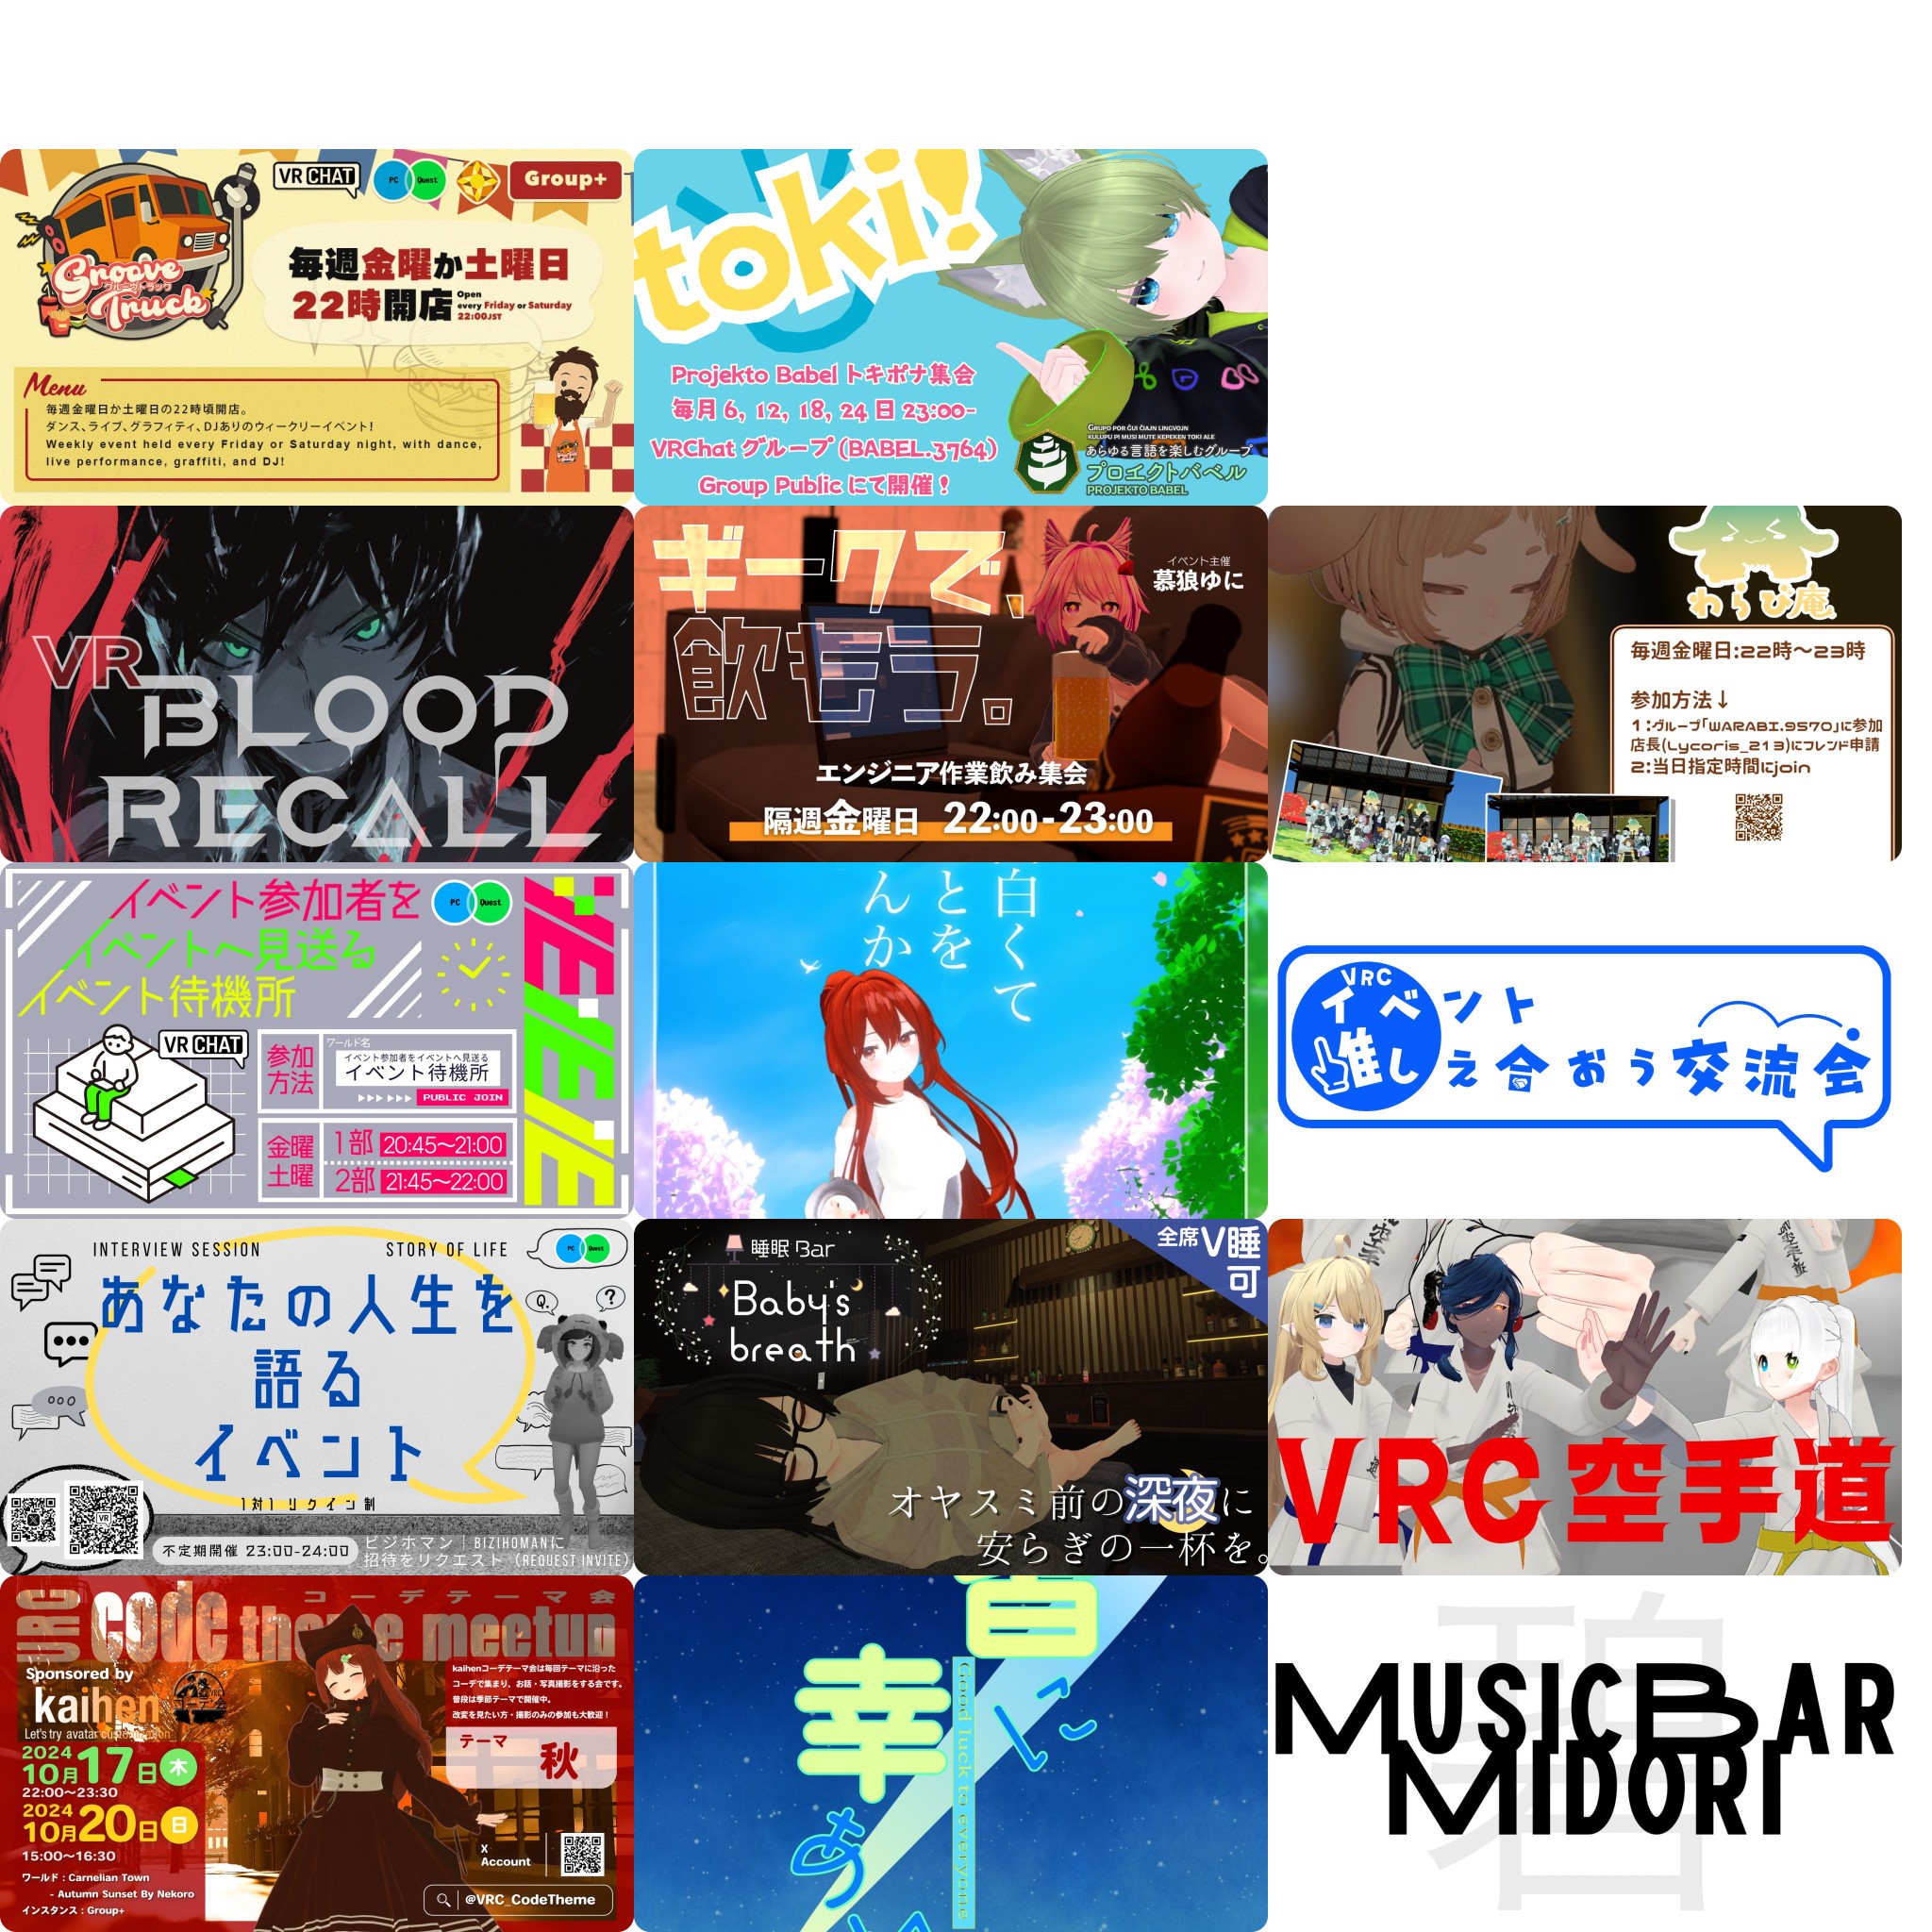 Groove
グルーヴトラック
Truck
VR CHAT
PC Quest
Group+
毎週金曜か土曜日
22時開店
Open
every Friday or Saturday
22:00JST
Menu
毎週金曜日か土曜日の22時頃開店。
ダンス、ライブ、グラフィティ、DJありのウィークリーイベント!
Weekly event held every Friday or Saturday night, with dance,
live performance, graffiti, and DJ!
toki!
Projekto Babel トキポナ集会
毎月 6, 12, 18, 24 日 23:00-
VRChat グループ (BABEL.3764)
Group Public にて開催!
GRUPO POR ĜUI ĈIAJN LINGVOJN
KULUPU PI MUSI MUTE KEPEKEN TOKI ALE
あらゆる言語を楽しむグループ
プロエクトバベル
PROJEKTO BABEL
VR
BLOOD
RECALL
ギークで、
飲もう。
イベント主催
慕狼ゆに
エンジニア作業飲み集会
隔週金曜日 22:00-23:00
わらび庵
毎週金曜日:22時〜23時
参加方法↓
1:グループ「WARABI.9570」に参加
店長(Lycoris_213)にフレンド申請
2:当日指定時間にjoin
イベント参加者を
イベントへ見送る
イベント待機所
PC Quest
VR CHAT
参加
方法
ワールド名
イベント参加者をイベントへ見送る
イベント待機所
PUBLIC JOIN
金曜
土曜
1部 20:45〜21:00
2部 21:45〜22:00
白くて
とを
んか
VRC
イベント
推しえ合おう交流会
INTERVIEW SESSION
STORY OF LIFE
PC Quest
あなたの人生を
語る
イベント
Q.
?
1対1 リクイン制
不定期開催 23:00-24:00
ビジホマン | BIZIHOMANに
招待をリクエスト (REQUEST INVITE)
睡眠 Bar
Baby's
breath
全席V睡
可
オヤスミ前の深夜に
安らぎの一杯を。
VRC空手道
コーデテーマ会
VRC code theme meetup
Sponsored by
kaihen
Let's try avatar customization
kaihenコーデテーマ会は毎回テーマに沿った
コーデで集まり、お話・写真撮影をする会です。
普段は季節テーマで開催中。
改変を見たい方・撮影のみの参加も大歓迎!
テーマ
秋
2024
10月17日 木
22:00〜23:30
2024
10月20日 日
15:00〜16:30
ワールド : Carnelian Town
- Autumn Sunset By Nekoro
インスタンス : Group+
X
Account
@VRC_CodeTheme
皆に
幸あ
Good luck to everyone
碧
MUSICBAR
MIDORI